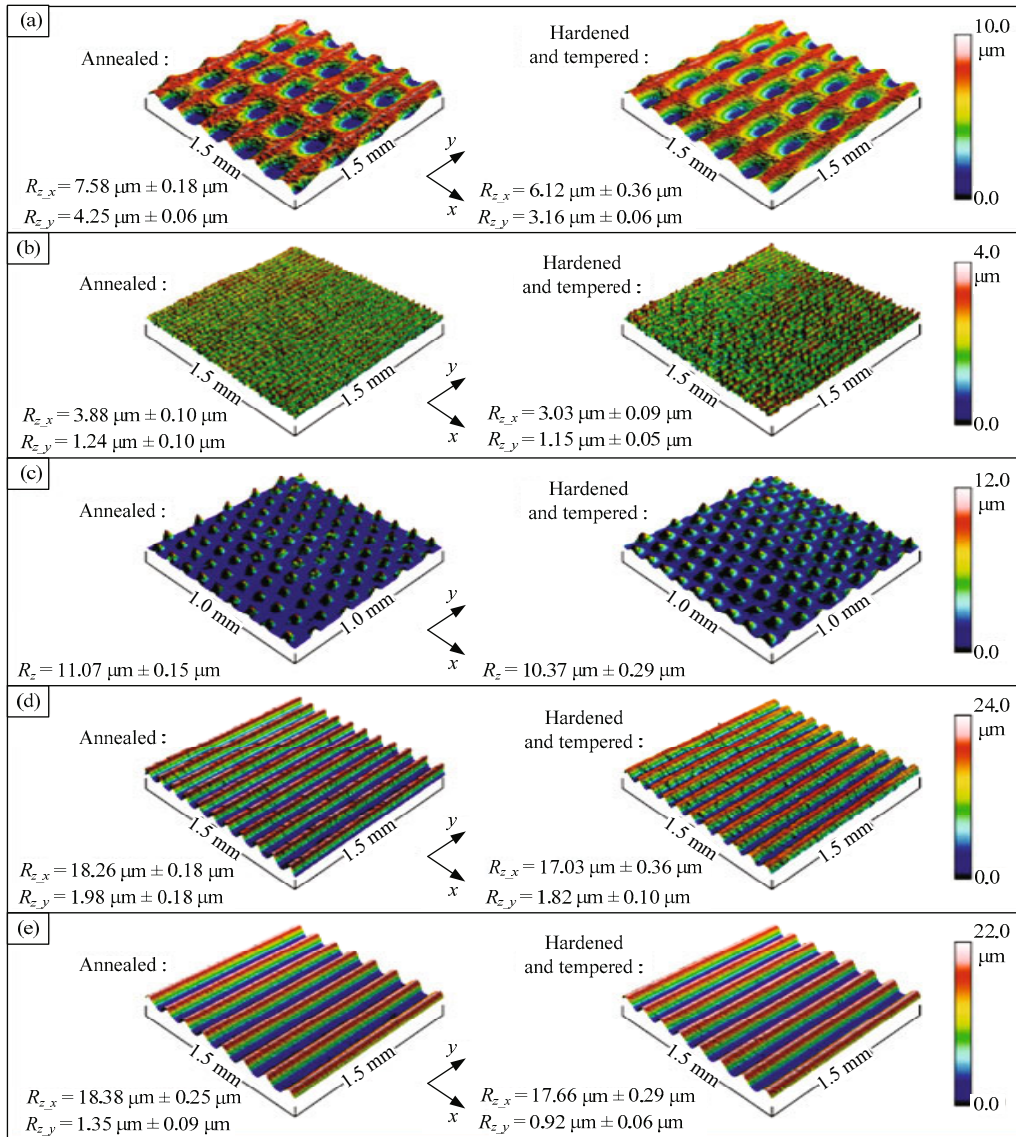 (a)
Annealed :
Hardened
and tempered :
10.0
μm
0.0
1.5 mm
1.5 mm
y
x
1.5 mm
1.5 mm
R_z_x = 7.58 μm ± 0.18 μm
R_z_y = 4.25 μm ± 0.06 μm
R_z_x = 6.12 μm ± 0.36 μm
R_z_y = 3.16 μm ± 0.06 μm
(b)
Annealed :
Hardened
and tempered :
4.0
μm
0.0
1.5 mm
1.5 mm
y
x
1.5 mm
1.5 mm
R_z_x = 3.88 μm ± 0.10 μm
R_z_y = 1.24 μm ± 0.10 μm
R_z_x = 3.03 μm ± 0.09 μm
R_z_y = 1.15 μm ± 0.05 μm
(c)
Annealed :
Hardened
and tempered :
12.0
μm
0.0
1.0 mm
1.0 mm
y
x
1.0 mm
1.0 mm
R_z = 11.07 μm ± 0.15 μm
R_z = 10.37 μm ± 0.29 μm
(d)
Annealed :
Hardened
and tempered :
24.0
μm
0.0
1.5 mm
1.5 mm
y
x
1.5 mm
1.5 mm
R_z_x = 18.26 μm ± 0.18 μm
R_z_y = 1.98 μm ± 0.18 μm
R_z_x = 17.03 μm ± 0.36 μm
R_z_y = 1.82 μm ± 0.10 μm
(e)
Annealed :
Hardened
and tempered :
22.0
μm
0.0
1.5 mm
1.5 mm
y
x
1.5 mm
1.5 mm
R_z_x = 18.38 μm ± 0.25 μm
R_z_y = 1.35 μm ± 0.09 μm
R_z_x = 17.66 μm ± 0.29 μm
R_z_y = 0.92 μm ± 0.06 μm